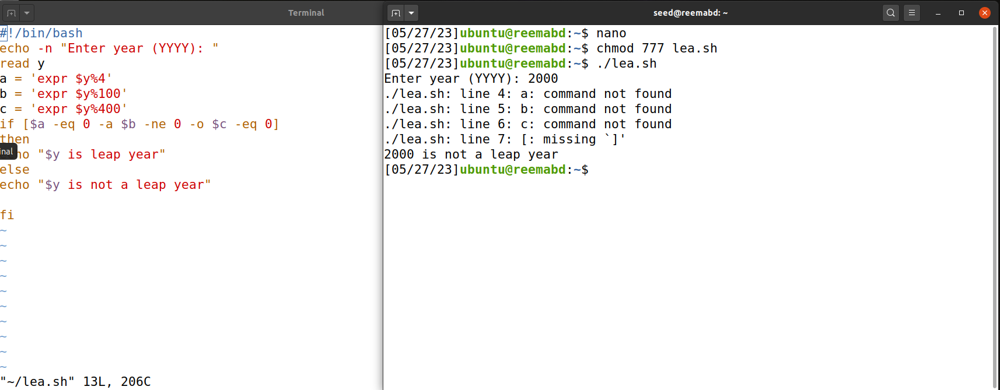 Terminal
#!/bin/bash
echo -n "Enter year (YYYY): "
read y
a = 'expr $y%4'
b = 'expr $y%100'
c = 'expr $y%400'
if [$a -eq 0 -a $b -ne 0 -o $c -eq 0]
then
inal ho "$y is leap year"
else
echo "$y is not a leap year"
fi
~
~
~
~
~
~
~
~
~
~
"~/lea.sh" 13L, 206C
seed@reemabd: ~
[05/27/23]ubuntu@reemabd:~$ nano
[05/27/23]ubuntu@reemabd:~$ chmod 777 lea.sh
[05/27/23]ubuntu@reemabd:~$ ./lea.sh
Enter year (YYYY): 2000
./lea.sh: line 4: a: command not found
./lea.sh: line 5: b: command not found
./lea.sh: line 6: c: command not found
./lea.sh: line 7: [: missing `]'
2000 is not a leap year
[05/27/23]ubuntu@reemabd:~$